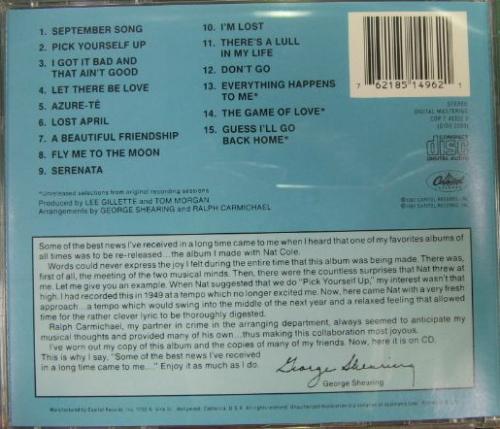 1. SEPTEMBER SONG
2. PICK YOURSELF UP
3. I GOT IT BAD AND
THAT AIN'T GOOD
4. LET THERE BE LOVE
5. AZURE-TÉ
6. LOST APRIL
7. A BEAUTIFUL FRIENDSHIP
8. FLY ME TO THE MOON
9. SERENATA
10. I'M LOST
11. THERE'S A LULL
IN MY LIFE
12. DON'T GO
13. EVERYTHING HAPPENS
TO ME*
14. THE GAME OF LOVE*
15. GUESS I'LL GO
BACK HOME*
7 62185 14962 1
STEREO
DIGITAL MASTERING
COMPACT
disc
DIGITAL AUDIO
Capitol
*Unreleased selections from original recording sessions
Produced by LEE GILLETTE and TOM MORGAN
Arrangements by GEORGE SHEARING and RALPH CARMICHAEL
Some of the best news I've received in a long time came to me when I heard that one of my favorites albums of
all times was to be re-released...the album I made with Nat Cole.
Words could never express the joy I felt during the entire time that this album was being made. There was,
first of all, the meeting of the two musical minds. Then, there were the countless surprises that Nat threw at
me. Let me give you an example. When Nat suggested that we do "Pick Yourself Up," my interest wasn't that
high. I had recorded this in 1949 at a tempo which no longer excited me. Now, here came Nat with a very fresh
approach...a tempo which would swing into the middle of the next year and a relaxed feeling that allowed
time for the rather clever lyric to be thoroughly digested.
Ralph Carmichael, my partner in crime in the arranging department, always seemed to anticipate my
musical thoughts and provided many of his own...thus making this collaboration most joyous.
I've worn out my copy of this album and the copies of many of my friends. Now, here it is on CD.
This is why I say, "Some of the best news I've received
in a long time came to me..." Enjoy it as much as I do.
George Shearing
George Shearing